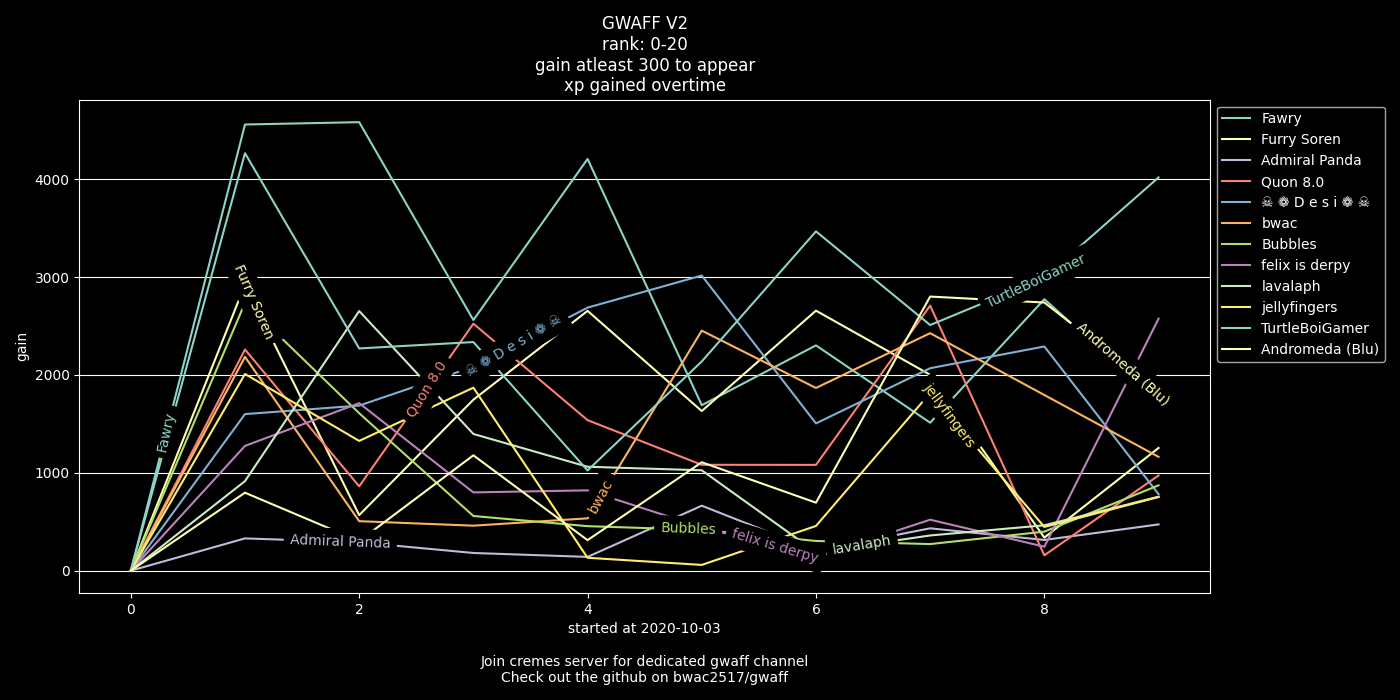 GWAFF V2
rank: 0-20
gain atleast 300 to appear
xp gained overtime
gain
4000
3000
2000
1000
0
0 2 4 6 8
started at 2020-10-03
Join cremes server for dedicated gwaff channel
Check out the github on bwac2517/gwaff
Fawry
Furry Soren
Admiral Panda
Quon 8.0
☠ ❁ D e s i ❁ ☠
bwac
Bubbles
felix is derpy
lavalaph
jellyfingers
TurtleBoiGamer
Andromeda (Blu)
Fawry
Furry Soren
Admiral Panda
Quon 8.0
☠ ❁ D e s i ❁ ☠
bwac
Bubbles
felix is derpy
lavalaph
jellyfingers
TurtleBoiGamer
Andromeda (Blu)